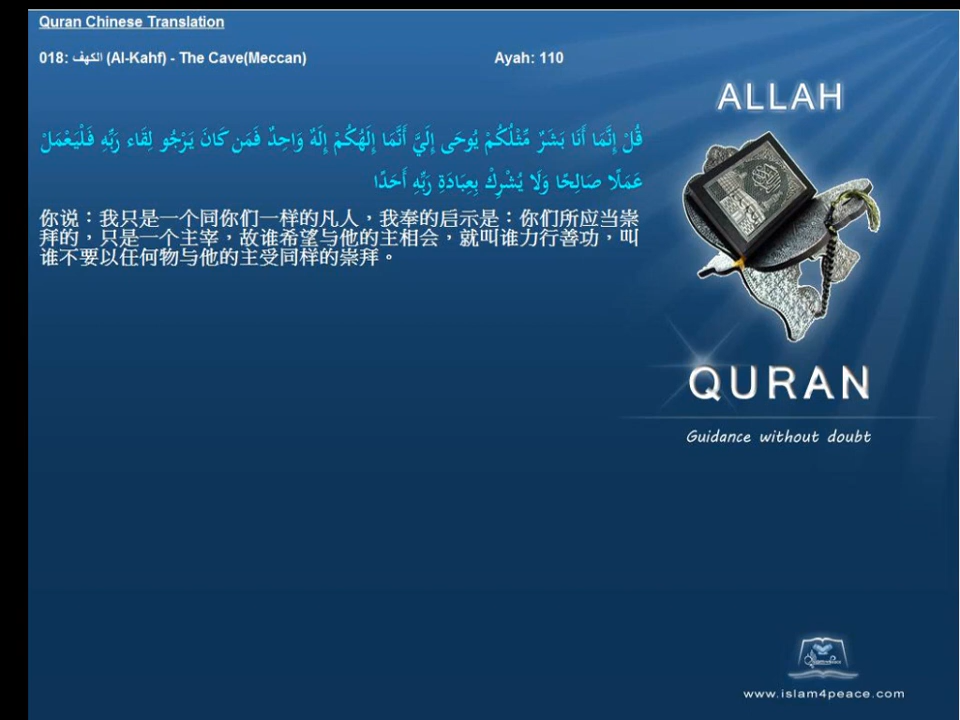 Quran Chinese Translation
018: الكهف (Al-Kahf) - The Cave(Meccan) Ayah: 110
ALLAH
قُلْ إِنَّمَا أَنَا بَشَرٌ مِّثْلُكُمْ يُوحَى إِلَيَّ أَنَّمَا إِلَهُكُمْ إِلَهٌ وَاحِدٌ فَمَن كَانَ يَرْجُو لِقَاء رَبِّهِ فَلْيَعْمَلْ
عَمَلًا صَالِحًا وَلَا يُشْرِكْ بِعِبَادَةِ رَبِّهِ أَحَدًا
你说：我只是一个同你们一样的凡人，我奉的启示是：你们所应当崇
拜的，只是一个主宰，故谁希望与他的主相会，就叫谁力行善功，叫
谁不要以任何物与他的主受同样的崇拜。
QURAN
Guidance without doubt
www.islam4peace.com